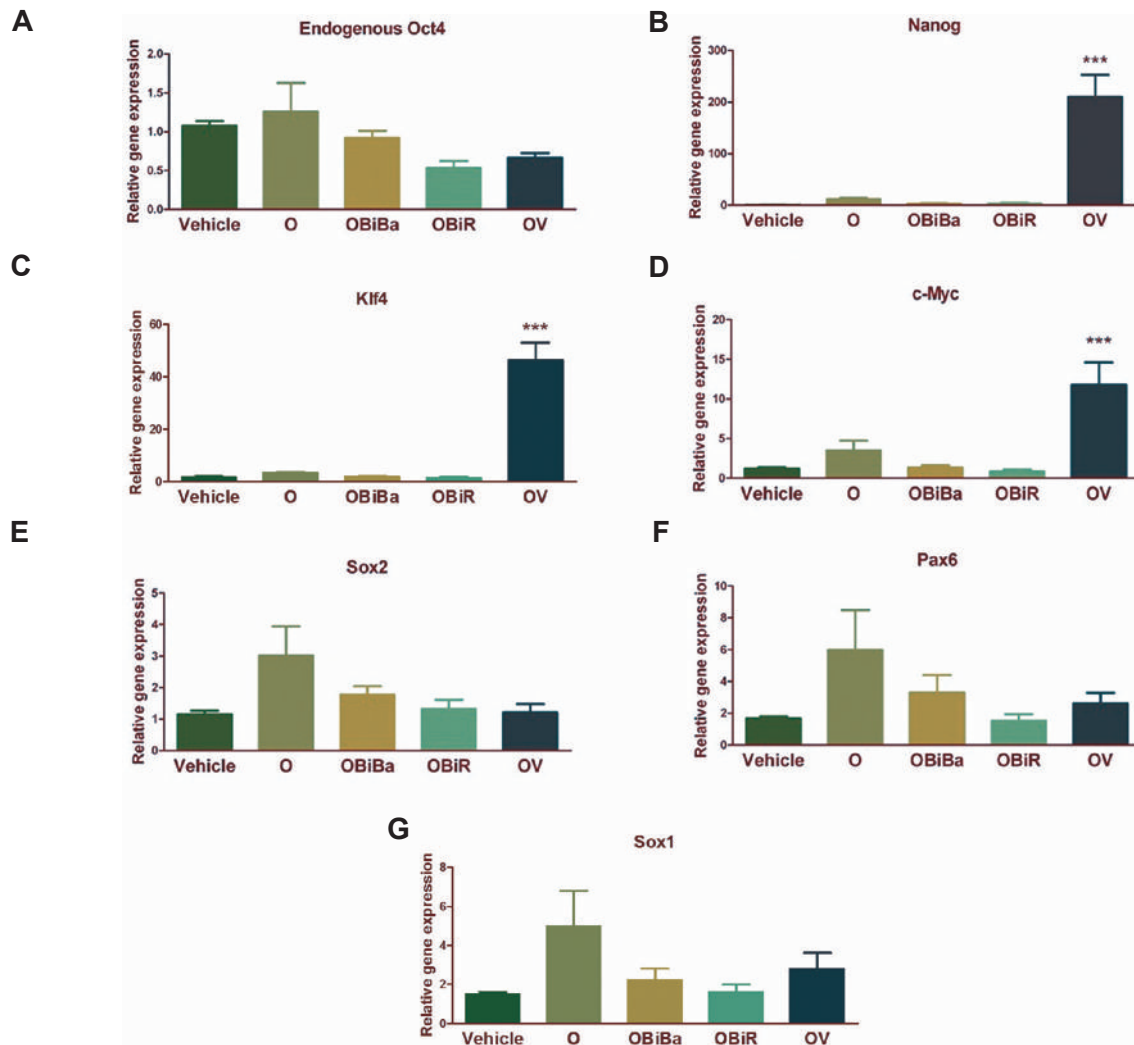 A
Endogenous Oct4
Relative gene expression
2.0
1.5
1.0
0.5
0.0
Vehicle O OBiBa OBiR OV
B
Nanog
Relative gene expression
300
200
100
0
***
Vehicle O OBiBa OBiR OV
C
Klf4
Relative gene expression
60
40
20
0
***
Vehicle O OBiBa OBiR OV
D
c-Myc
Relative gene expression
20
15
10
5
0
***
Vehicle O OBiBa OBiR OV
E
Sox2
Relative gene expression
5
4
3
2
1
0
Vehicle O OBiBa OBiR OV
F
Pax6
Relative gene expression
10
8
6
4
2
0
Vehicle O OBiBa OBiR OV
G
Sox1
Relative gene expression
8
6
4
2
0
Vehicle O OBiBa OBiR OV